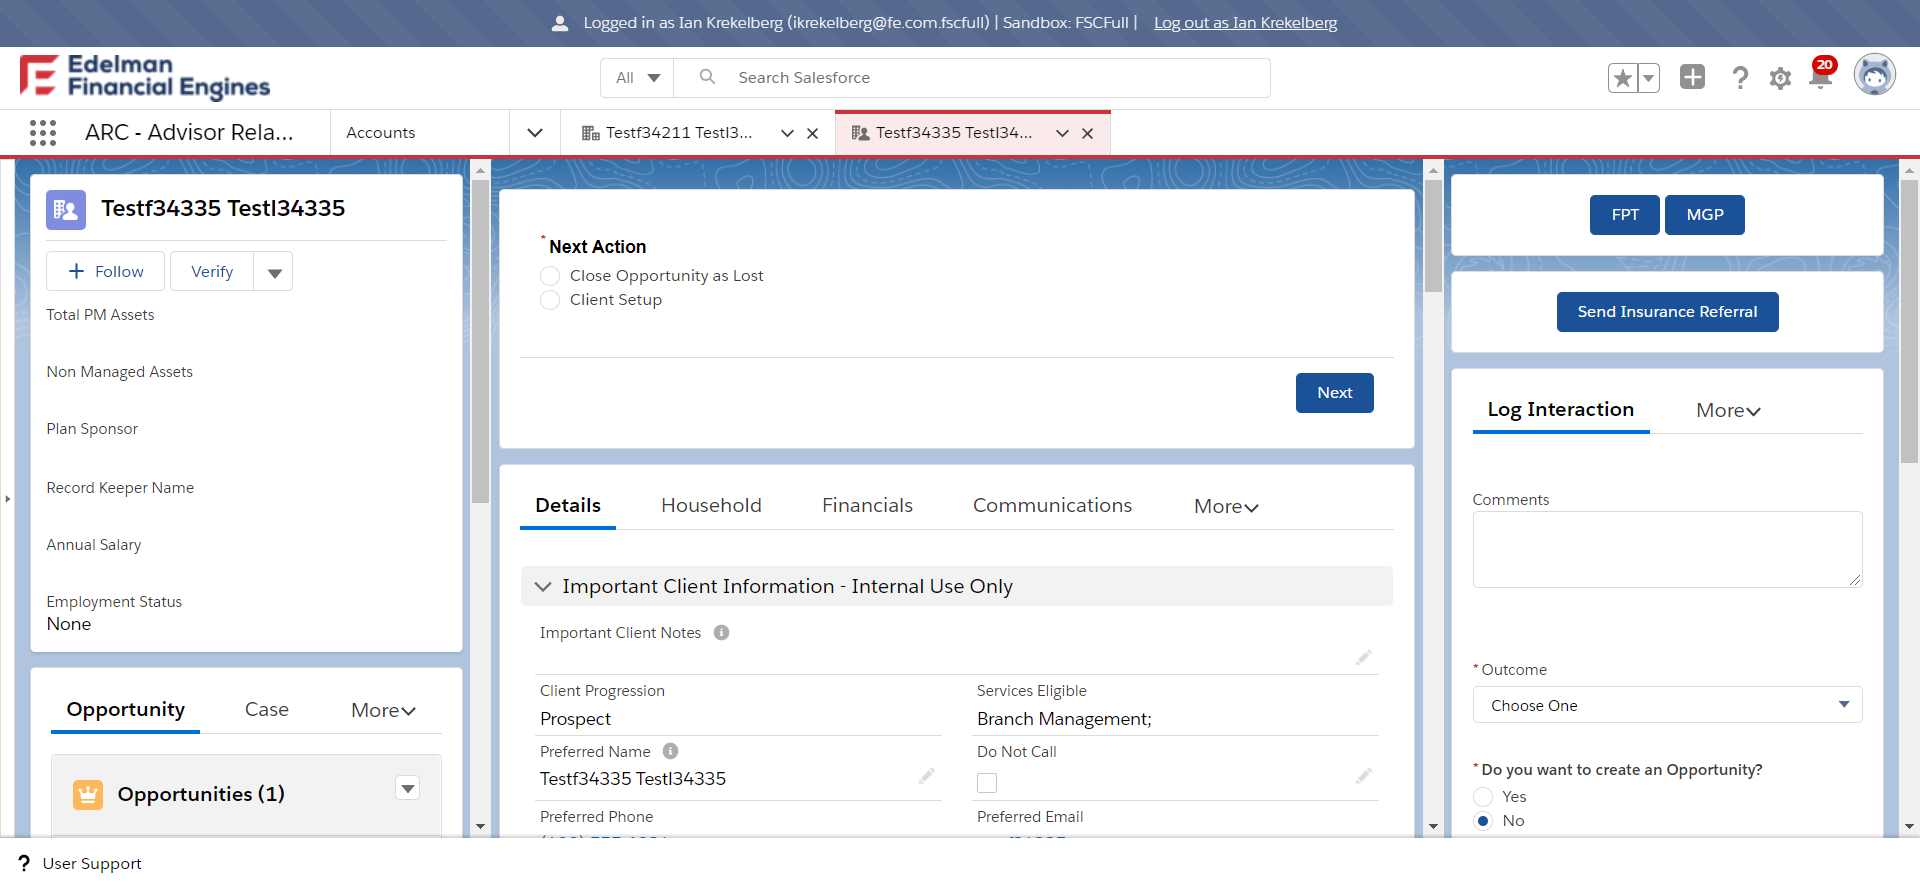 Logged in as Ian Krekelberg (ikrekelberg@fe.com.fscfull) | Sandbox: FSCFull | Log out as Ian Krekelberg
Edelman
Financial Engines
All
Search Salesforce
20
ARC - Advisor Rela...
Accounts
Testf34211 Testl3...
Testf34335 Testl34...
Testf34335 Testl34335
Follow
Verify
Total PM Assets
Non Managed Assets
Plan Sponsor
Record Keeper Name
Annual Salary
Employment Status
None
Opportunity
Case
More
Opportunities (1)
* Next Action
Close Opportunity as Lost
Client Setup
Next
Details
Household
Financials
Communications
More
Important Client Information - Internal Use Only
Important Client Notes
Client Progression
Prospect
Services Eligible
Branch Management;
Preferred Name
Testf34335 Testl34335
Do Not Call
Preferred Phone
Preferred Email
FPT
MGP
Send Insurance Referral
Log Interaction
More
Comments
* Outcome
Choose One
* Do you want to create an Opportunity?
Yes
No
? User Support